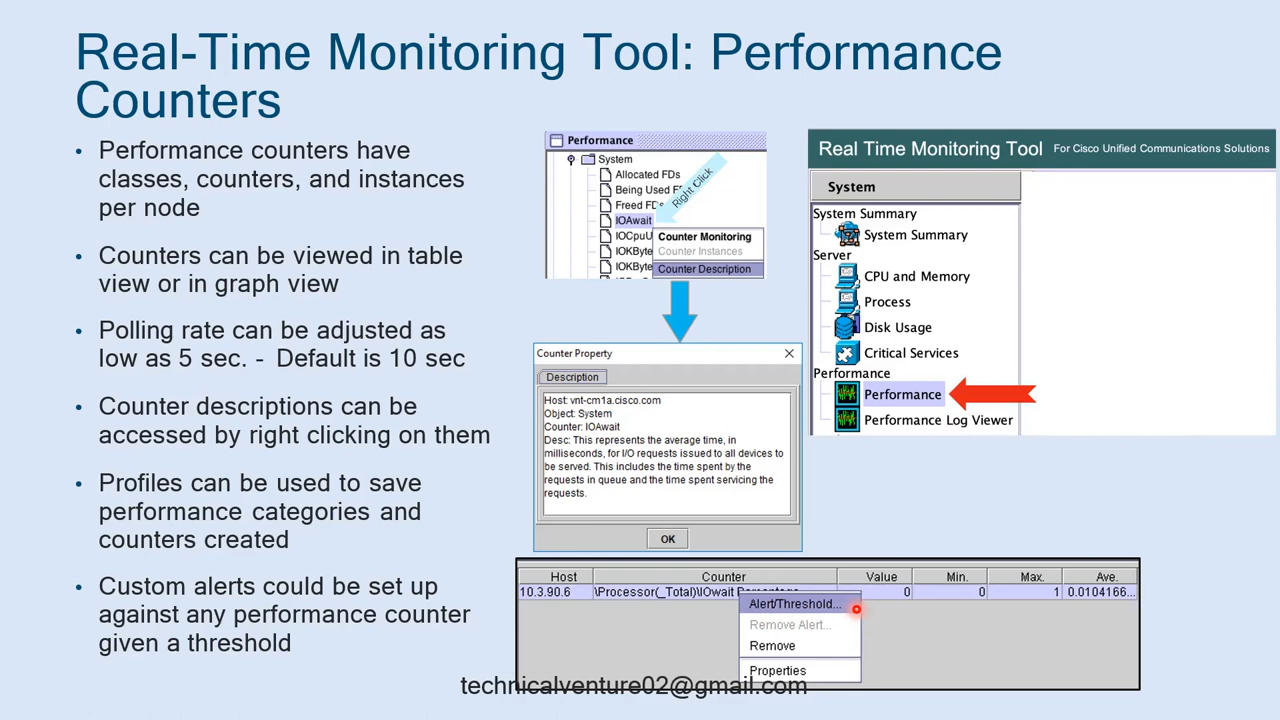 Real-Time Monitoring Tool: Performance
Counters
• Performance counters have
classes, counters, and instances
per node
• Counters can be viewed in table
view or in graph view
• Polling rate can be adjusted as
low as 5 sec. - Default is 10 sec
• Counter descriptions can be
accessed by right clicking on them
• Profiles can be used to save
performance categories and
counters created
• Custom alerts could be set up
against any performance counter
given a threshold
Performance
System
Allocated FDs
Being Used F
Freed FDs
IOAwait
IOCpuU
IOKByte
IOKByte
Right Click
Counter Monitoring
Counter Instances
Counter Description
Counter Property
Description
Host: vnt-cm1a.cisco.com
Object: System
Counter: IOAwait
Desc: This represents the average time, in
milliseconds, for I/O requests issued to all devices to
be served. This includes the time spent by the
requests in queue and the time spent servicing the
requests.
OK
Real Time Monitoring Tool For Cisco Unified Communications Solutions
System
System Summary
System Summary
Server
CPU and Memory
Process
Disk Usage
Critical Services
Performance
Performance
Performance Log Viewer
Host Counter Value Min. Max. Ave.
10.3.90.6 \Processor(_Total)\IOwait Percentage 0 0 1 0.0104166...
Alert/Threshold...
Remove Alert...
Remove
Properties
technicalventure02@gmail.com